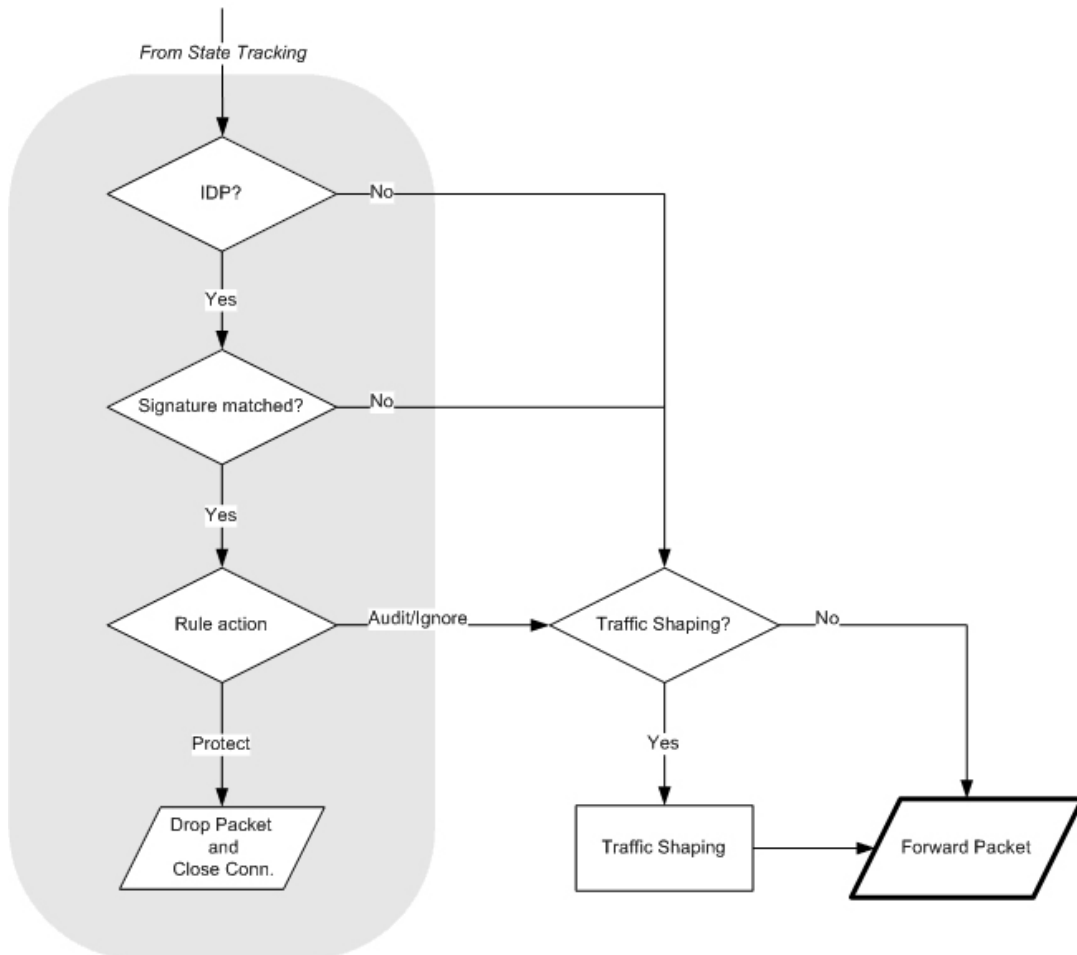 From State Tracking
IDP?
No
Yes
Signature matched?
No
Yes
Rule action
Audit/Ignore
Traffic Shaping?
No
Protect
Yes
Drop Packet
and
Close Conn.
Traffic Shaping
Forward Packet